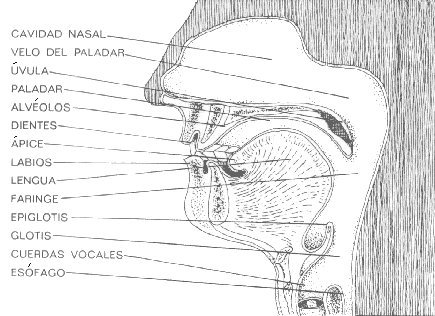 CAVIDAD NASAL
VELO DEL PALADAR
ÚVULA
PALADAR
ALVÉOLOS
DIENTES
ÁPICE
LABIOS
LENGUA
FARINGE
EPIGLOTIS
GLOTIS
CUERDAS VOCALES
ESÓFAGO